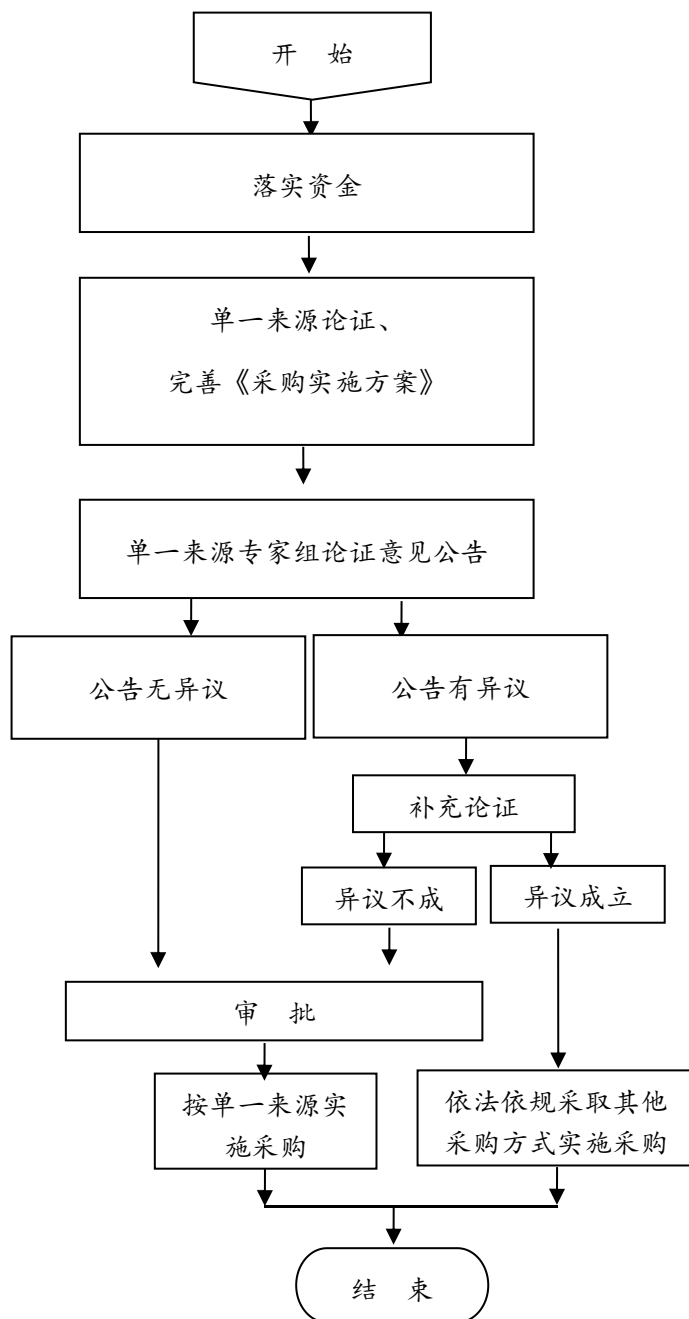 开 始
落实资金
单一来源论证、
完善《采购实施方案》
单一来源专家组论证意见公告
公告无异议
公告有异议
补充论证
异议不成
异议成立
审 批
按单一来源实
施采购
依法依规采取其他
采购方式实施采购
结 束